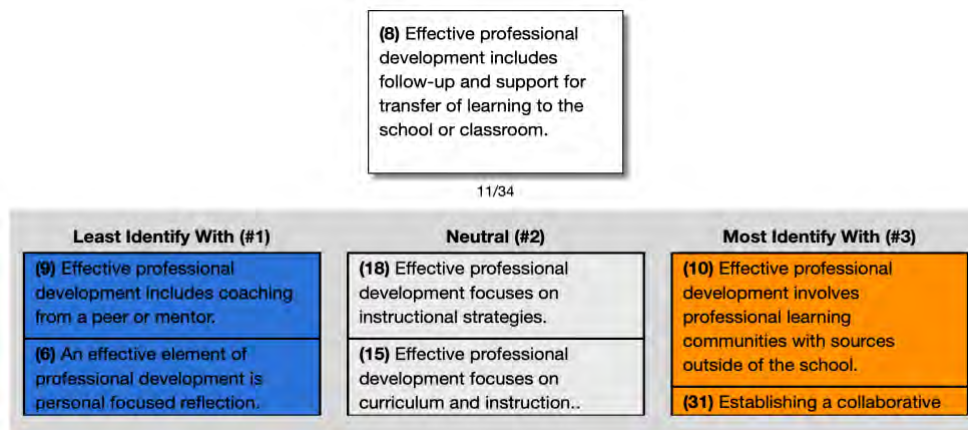 (8) Effective professional
development includes
follow-up and support for
transfer of learning to the
school or classroom.
11/34
Least Identify With (#1)
(9) Effective professional
development includes coaching
from a peer or mentor.
(6) An effective element of
professional development is
personal focused reflection.
Neutral (#2)
(18) Effective professional
development focuses on
instructional strategies.
(15) Effective professional
development focuses on
curriculum and instruction..
Most Identify With (#3)
(10) Effective professional
development involves
professional learning
communities with sources
outside of the school.
(31) Establishing a collaborative